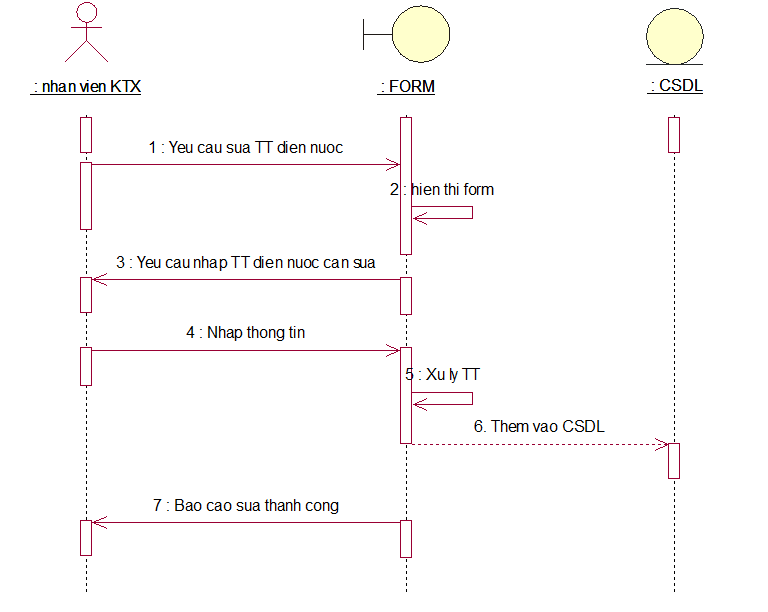 : nhan vien KTX
: FORM
: CSDL
1 : Yeu cau sua TT dien nuoc
2 : hien thi form
3 : Yeu cau nhap TT dien nuoc can sua
4 : Nhap thong tin
5 : Xu ly TT
6. Them vao CSDL
7 : Bao cao sua thanh cong